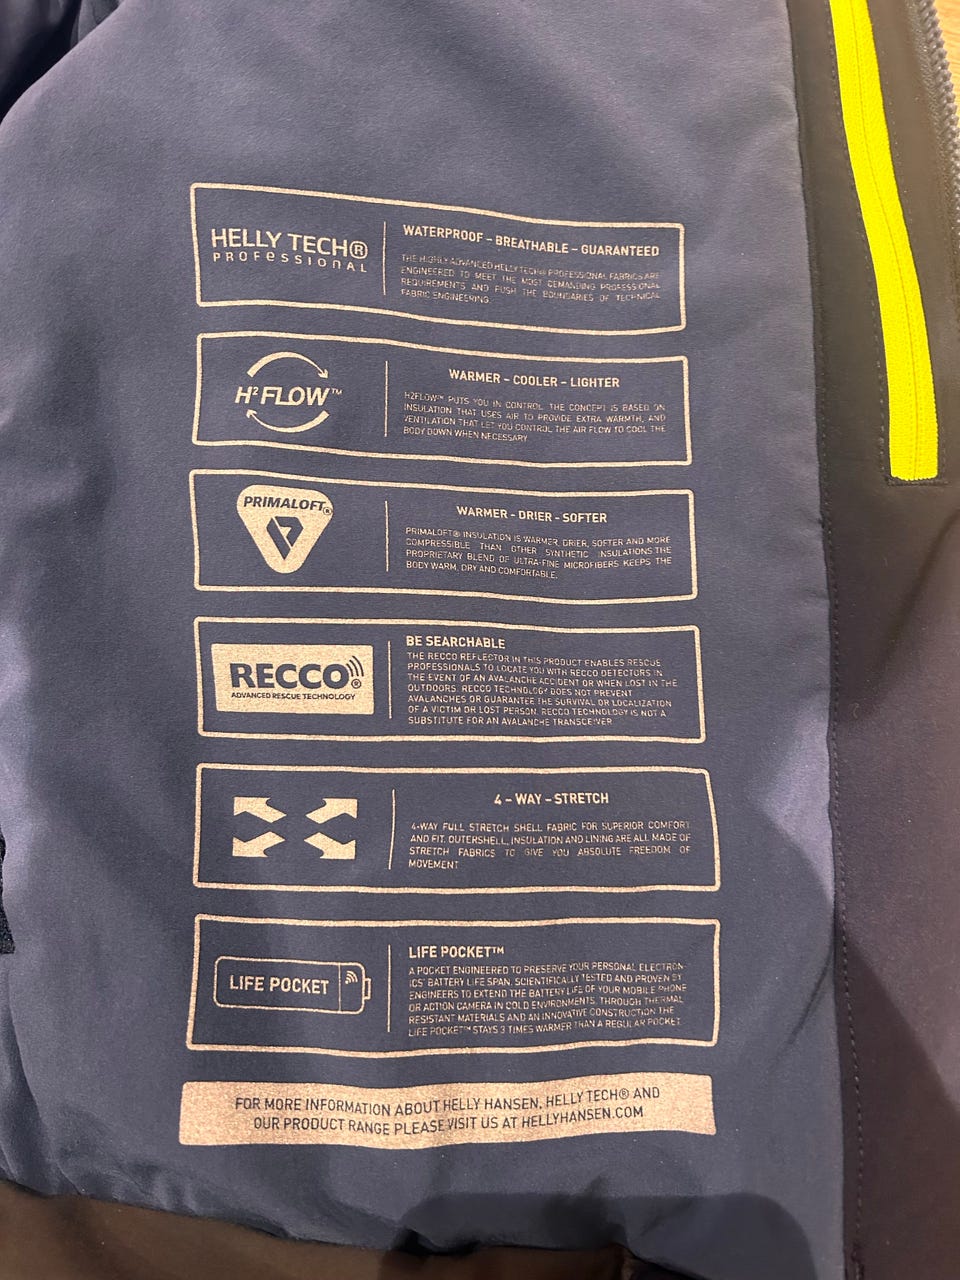 HELLY TECH®
PROFESSIONAL
WATERPROOF – BREATHABLE – GUARANTEED
THE HIGHLY ADVANCED HELLY TECH® PROFESSIONAL FABRICS ARE
ENGINEERED TO MEET THE MOST DEMANDING PROFESSIONAL
REQUIREMENTS AND PUSH THE BOUNDARIES OF TECHNICAL
FABRIC ENGINEERING.
H²FLOW™
WARMER – COOLER – LIGHTER
H2FLOW™ PUTS YOU IN CONTROL. THE CONCEPT IS BASED ON
INSULATION THAT USES AIR TO PROVIDE EXTRA WARMTH, AND
VENTILATION THAT LET YOU CONTROL THE AIR FLOW TO COOL THE
BODY DOWN WHEN NECESSARY.
PRIMALOFT®
WARMER – DRIER – SOFTER
PRIMALOFT® INSULATION IS WARMER, DRIER, SOFTER AND MORE
COMPRESSIBLE THAN OTHER SYNTHETIC INSULATIONS THE
PROPRIETARY BLEND OF ULTRA-FINE MICROFIBERS KEEPS THE
BODY WARM, DRY AND COMFORTABLE.
RECCO®
ADVANCED RESCUE TECHNOLOGY
BE SEARCHABLE
THE RECCO REFLECTOR IN THIS PRODUCT ENABLES RESCUE
PROFESSIONALS TO LOCATE YOU WITH RECCO DETECTORS IN
THE EVENT OF AN AVALANCHE ACCIDENT OR WHEN LOST IN THE
OUTDOORS. RECCO TECHNOLOGY DOES NOT PREVENT
AVALANCHES OR GUARANTEE THE SURVIVAL OR LOCALIZATION
OF A VICTIM OR LOST PERSON. RECCO TECHNOLOGY IS NOT A
SUBSTITUTE FOR AN AVALANCHE TRANSCEIVER
4 – WAY – STRETCH
4-WAY FULL STRETCH SHELL FABRIC FOR SUPERIOR COMFORT
AND FIT. OUTERSHELL, INSULATION AND LINING ARE ALL MADE OF
STRETCH FABRICS TO GIVE YOU ABSOLUTE FREEDOM OF
MOVEMENT
LIFE POCKET
LIFE POCKET™
A POCKET ENGINEERED TO PRESERVE YOUR PERSONAL ELECTRON-
ICS' BATTERY LIFE SPAN. SCIENTIFICALLY TESTED AND PROVEN BY
ENGINEERS TO EXTEND THE BATTERY LIFE OF YOUR MOBILE PHONE
OR ACTION CAMERA IN COLD ENVIRONMENTS. THROUGH THERMAL
RESISTANT MATERIALS AND AN INNOVATIVE CONSTRUCTION THE
LIFE POCKET™ STAYS 3 TIMES WARMER THAN A REGULAR POCKET.
FOR MORE INFORMATION ABOUT HELLY HANSEN, HELLY TECH® AND
OUR PRODUCT RANGE PLEASE VISIT US AT HELLYHANSEN.COM